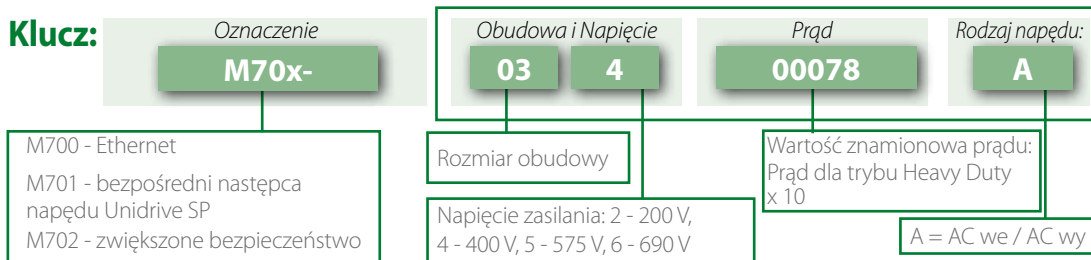 Klucz:
Oznaczenie
Obudowa i Napięcie
Prąd
Rodzaj napędu:
M70x-
03
4
00078
A
M700 - Ethernet
M701 - bezpośredni następca
napędu Unidrive SP
M702 - zwiększone bezpieczeństwo
Rozmiar obudowy
Napięcie zasilania: 2 - 200 V,
4 - 400 V, 5 - 575 V, 6 - 690 V
Wartość znamionowa prądu:
Prąd dla trybu Heavy Duty
x 10
A = AC we / AC wy